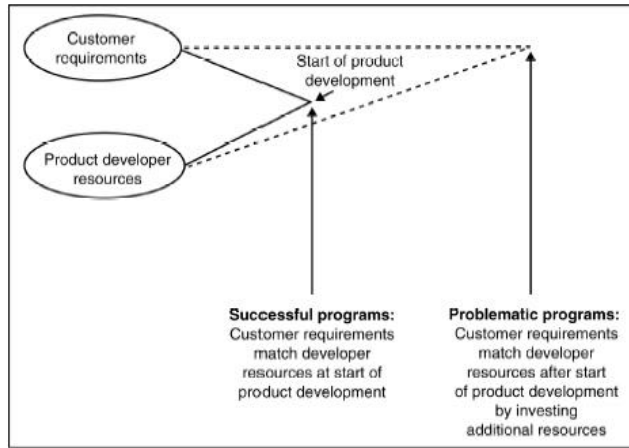 Customer
requirements
Start of product
development
Product developer
resources
Successful programs:
Customer requirements
match developer
resources at start of
product development
Problematic programs:
Customer requirements
match developer
resources after start
of product development
by investing
additional resources